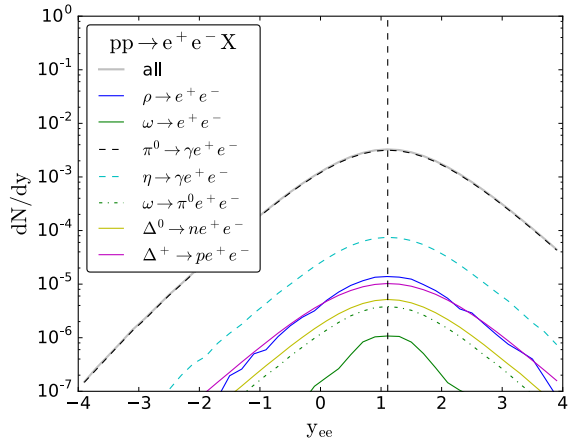 10⁰
10⁻¹
10⁻²
10⁻³
10⁻⁴
10⁻⁵
10⁻⁶
10⁻⁷
dN/dy
pp → e⁺ e⁻ X
all
ρ → e⁺ e⁻
ω → e⁺ e⁻
π⁰ → γe⁺ e⁻
η → γe⁺ e⁻
ω → π⁰ e⁺ e⁻
Δ⁰ → ne⁺ e⁻
Δ⁺ → pe⁺ e⁻
−4 −3 −2 −1 0 1 2 3 4
yₑₑ